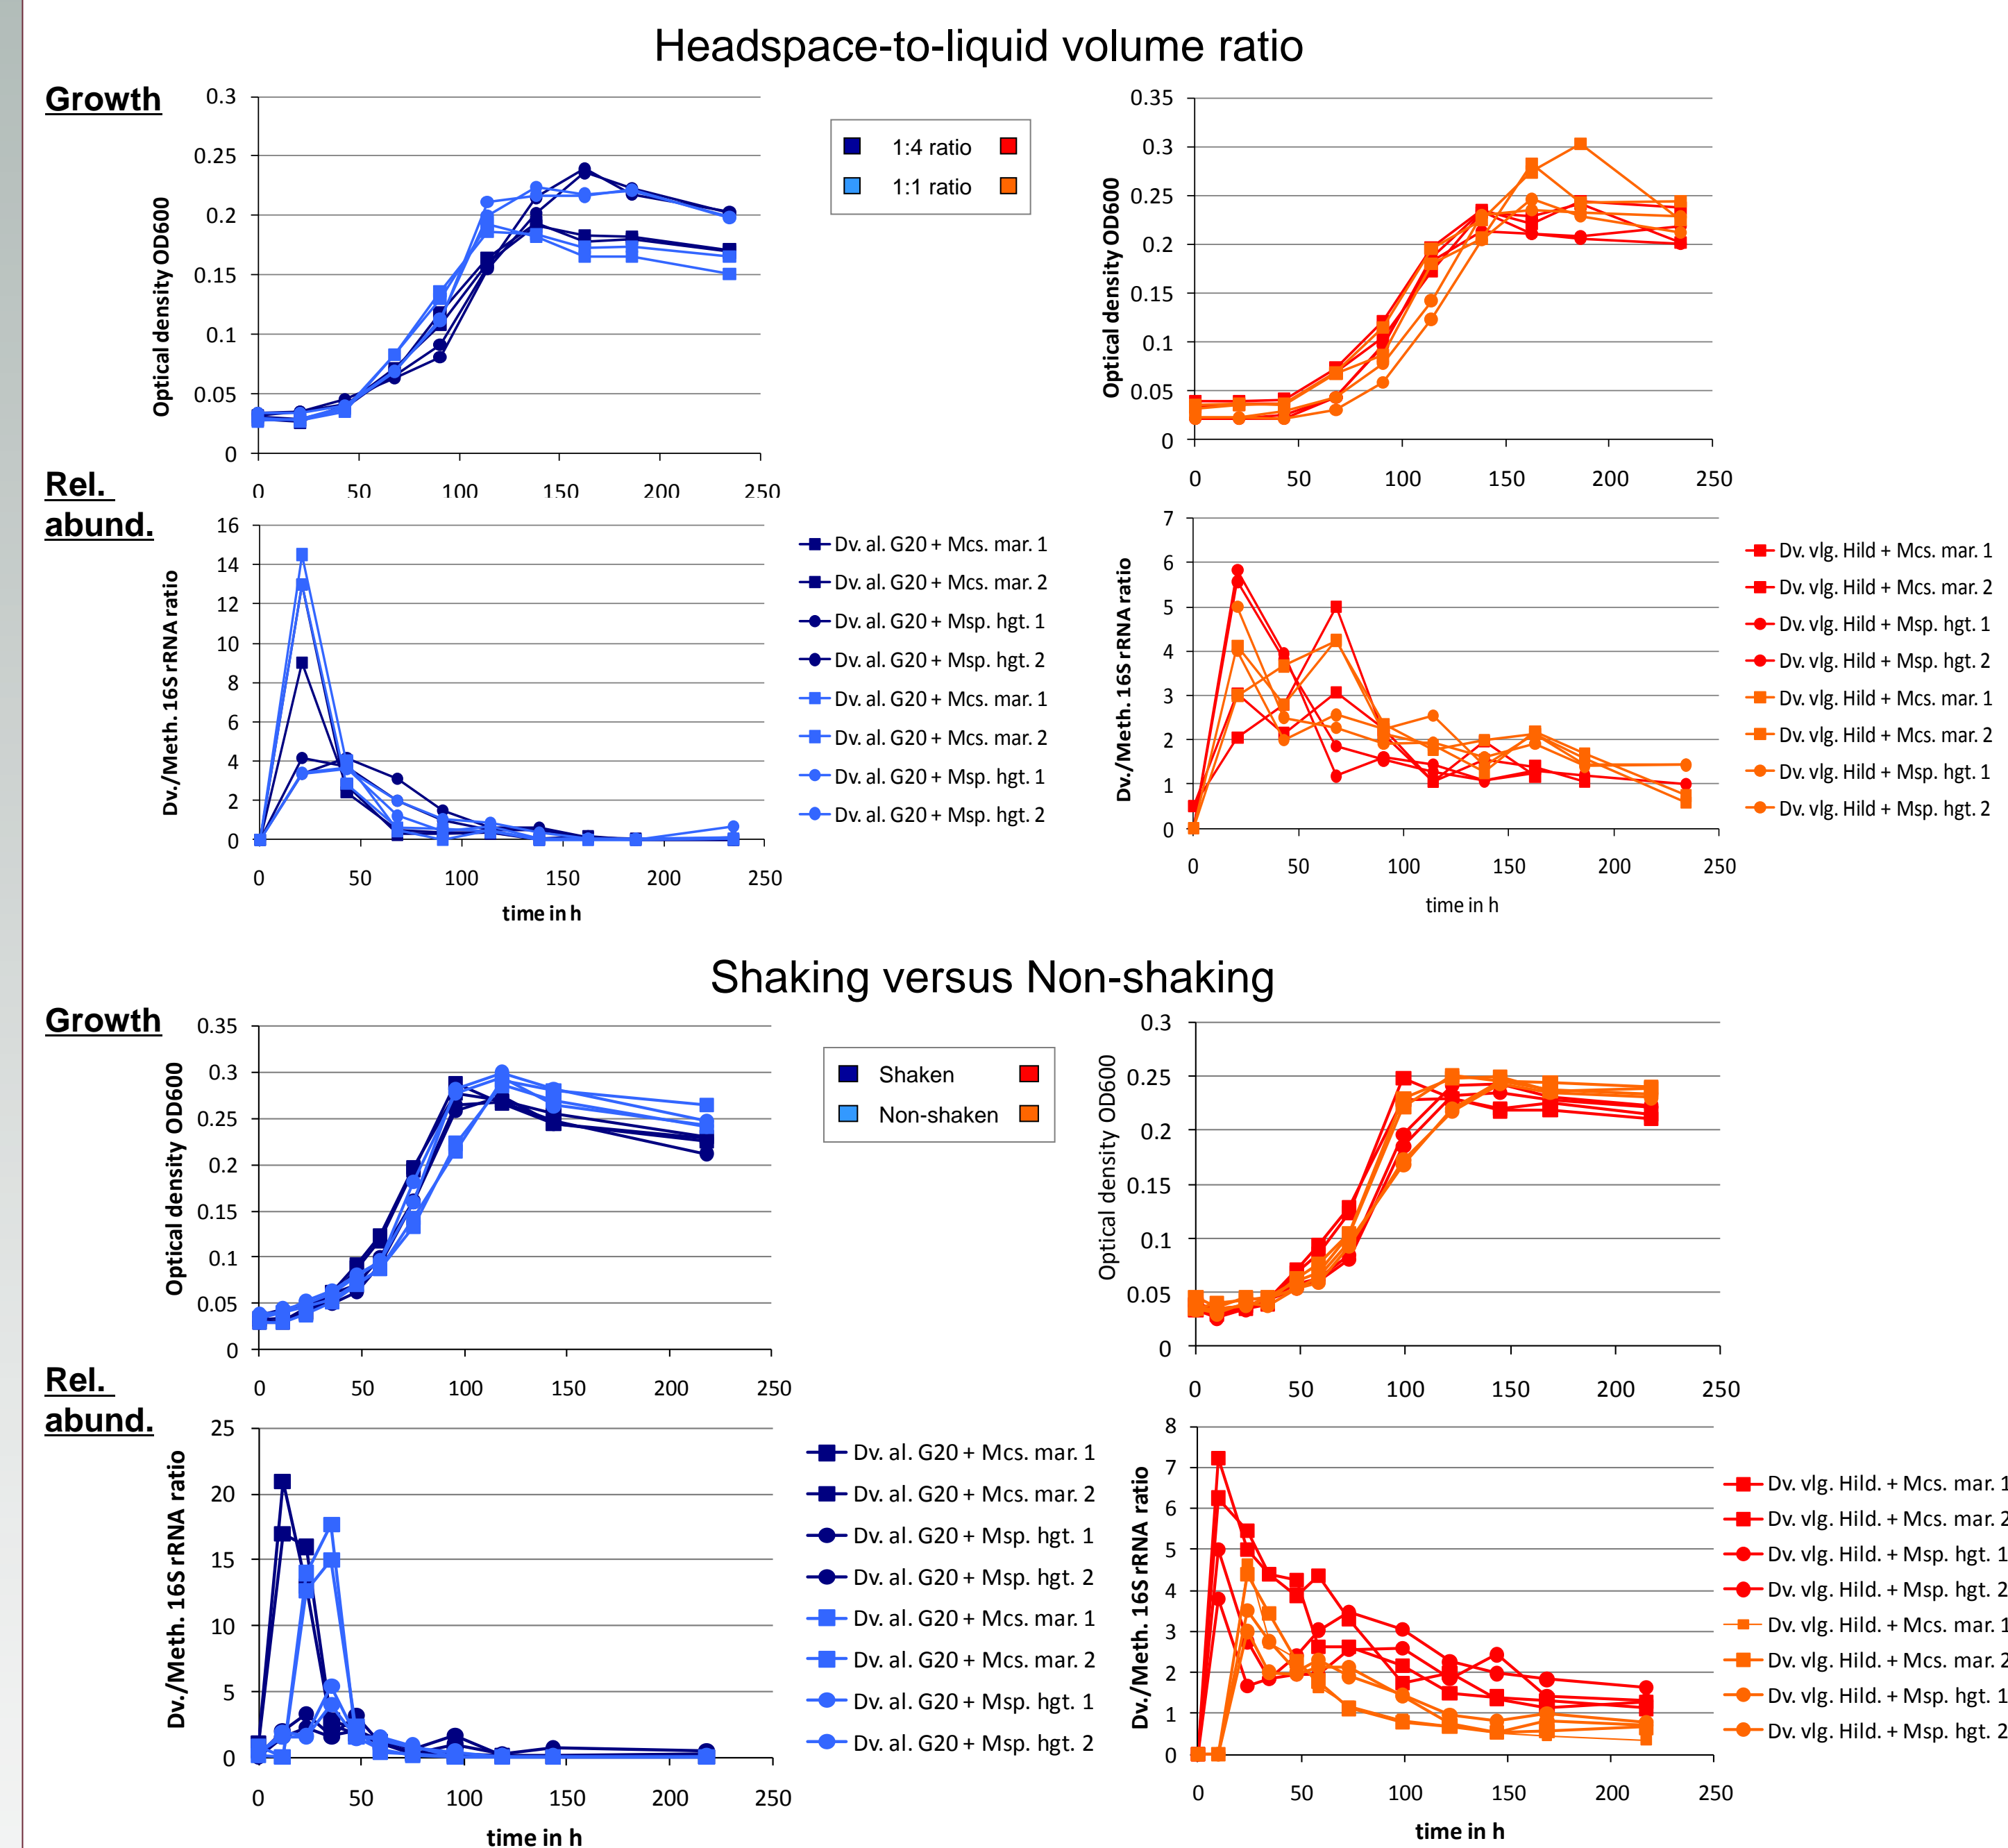 Headspace-to-liquid volume ratio
Growth
0.3
0.25
0.2
0.15
0.1
0.05
0
Optical density OD600
0 50 100 150 200 250
1:4 ratio
1:1 ratio
0.35
0.3
0.25
0.2
0.15
0.1
0.05
0
Optical density OD600
0 50 100 150 200 250
Rel.
abund.
16
14
12
10
8
6
4
2
0
Dv./Meth. 16S rRNA ratio
0 50 100 150 200 250
time in h
Dv. al. G20 + Mcs. mar. 1
Dv. al. G20 + Mcs. mar. 2
Dv. al. G20 + Msp. hgt. 1
Dv. al. G20 + Msp. hgt. 2
Dv. al. G20 + Mcs. mar. 1
Dv. al. G20 + Mcs. mar. 2
Dv. al. G20 + Msp. hgt. 1
Dv. al. G20 + Msp. hgt. 2
7
6
5
4
3
2
1
0
Dv./Meth. 16S rRNA ratio
0 50 100 150 200 250
time in h
Dv. vlg. Hild + Mcs. mar. 1
Dv. vlg. Hild + Mcs. mar. 2
Dv. vlg. Hild + Msp. hgt. 1
Dv. vlg. Hild + Msp. hgt. 2
Dv. vlg. Hild + Mcs. mar. 1
Dv. vlg. Hild + Mcs. mar. 2
Dv. vlg. Hild + Msp. hgt. 1
Dv. vlg. Hild + Msp. hgt. 2
Shaking versus Non-shaking
Growth
0.35
0.3
0.25
0.2
0.15
0.1
0.05
0
Optical density OD600
0 50 100 150 200 250
Shaken
Non-shaken
0.3
0.25
0.2
0.15
0.1
0.05
0
Optical density OD600
0 50 100 150 200 250
Rel.
abund.
25
20
15
10
5
0
Dv./Meth. 16S rRNA ratio
0 50 100 150 200 250
time in h
Dv. al. G20 + Mcs. mar. 1
Dv. al. G20 + Mcs. mar. 2
Dv. al. G20 + Msp. hgt. 1
Dv. al. G20 + Msp. hgt. 2
Dv. al. G20 + Mcs. mar. 1
Dv. al. G20 + Mcs. mar. 2
Dv. al. G20 + Msp. hgt. 1
Dv. al. G20 + Msp. hgt. 2
8
7
6
5
4
3
2
1
0
Dv./Meth. 16S rRNA ratio
0 50 100 150 200 250
time in h
Dv. vlg. Hild. + Mcs. mar. 1
Dv. vlg. Hild. + Mcs. mar. 2
Dv. vlg. Hild. + Msp. hgt. 1
Dv. vlg. Hild. + Msp. hgt. 2
Dv. vlg. Hild. + Mcs. mar. 1
Dv. vlg. Hild. + Mcs. mar. 2
Dv. vlg. Hild. + Msp. hgt. 1
Dv. vlg. Hild. + Msp. hgt. 2